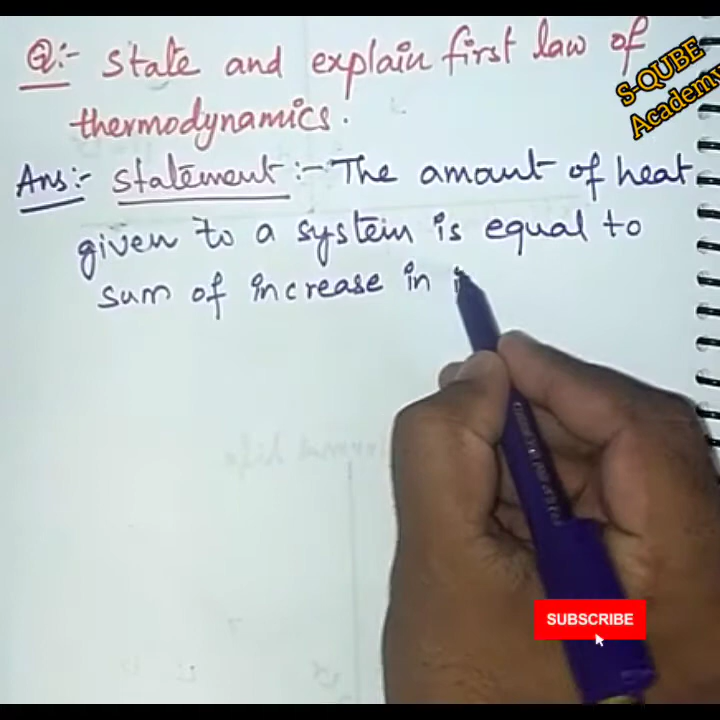 Q:- State and explain first law of
thermodynamics.
S-QUBE
Academy
Ans:- Statement :- The amount of heat
given to a system is equal to
sum of increase in i
SUBSCRIBE